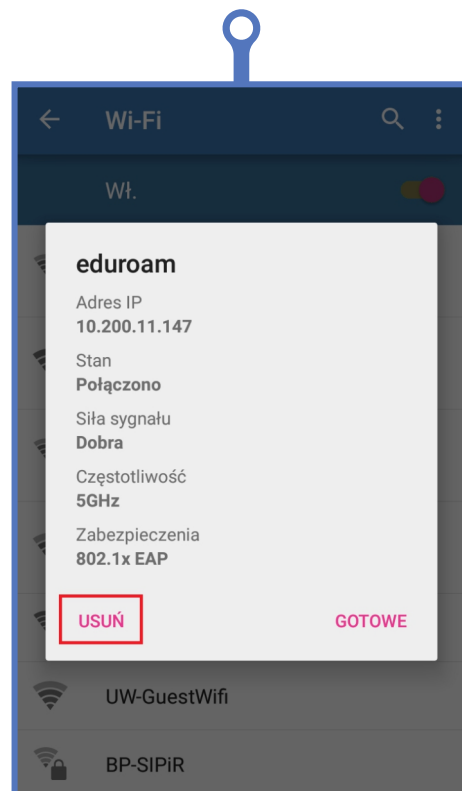 Wi-Fi
Wł.
eduroam
Adres IP
10.200.11.147
Stan
Połączono
Siła sygnału
Dobra
Częstotliwość
5GHz
Zabezpieczenia
802.1x EAP
USUŃ GOTOWE
UW-GuestWifi
BP-SIPiR